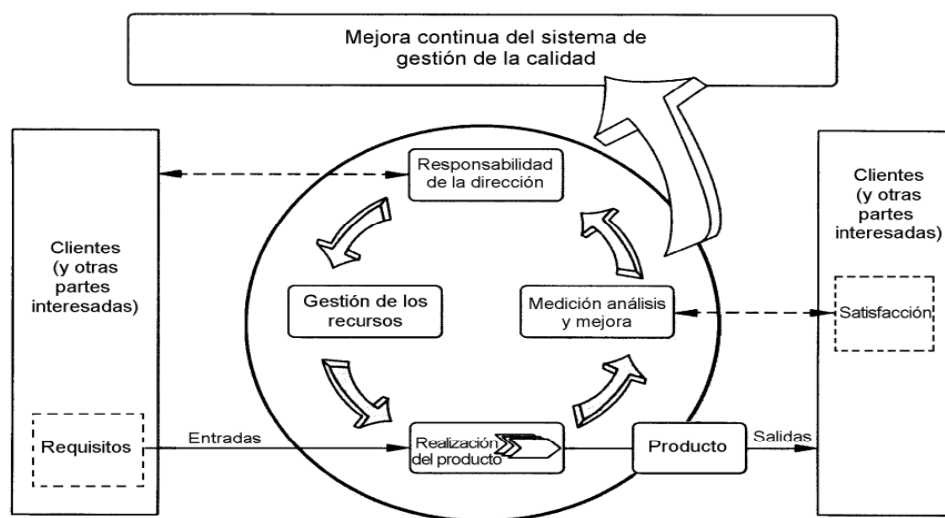 Mejora continua del sistema de
gestión de la calidad
Responsabilidad
de la dirección
Clientes
(y otras
partes
interesadas)
Clientes
(y otras
partes
interesadas)
Gestión de los
recursos
Medición análisis
y mejora
Satisfacción
Requisitos
Entradas
Realización
del producto
Producto
Salidas